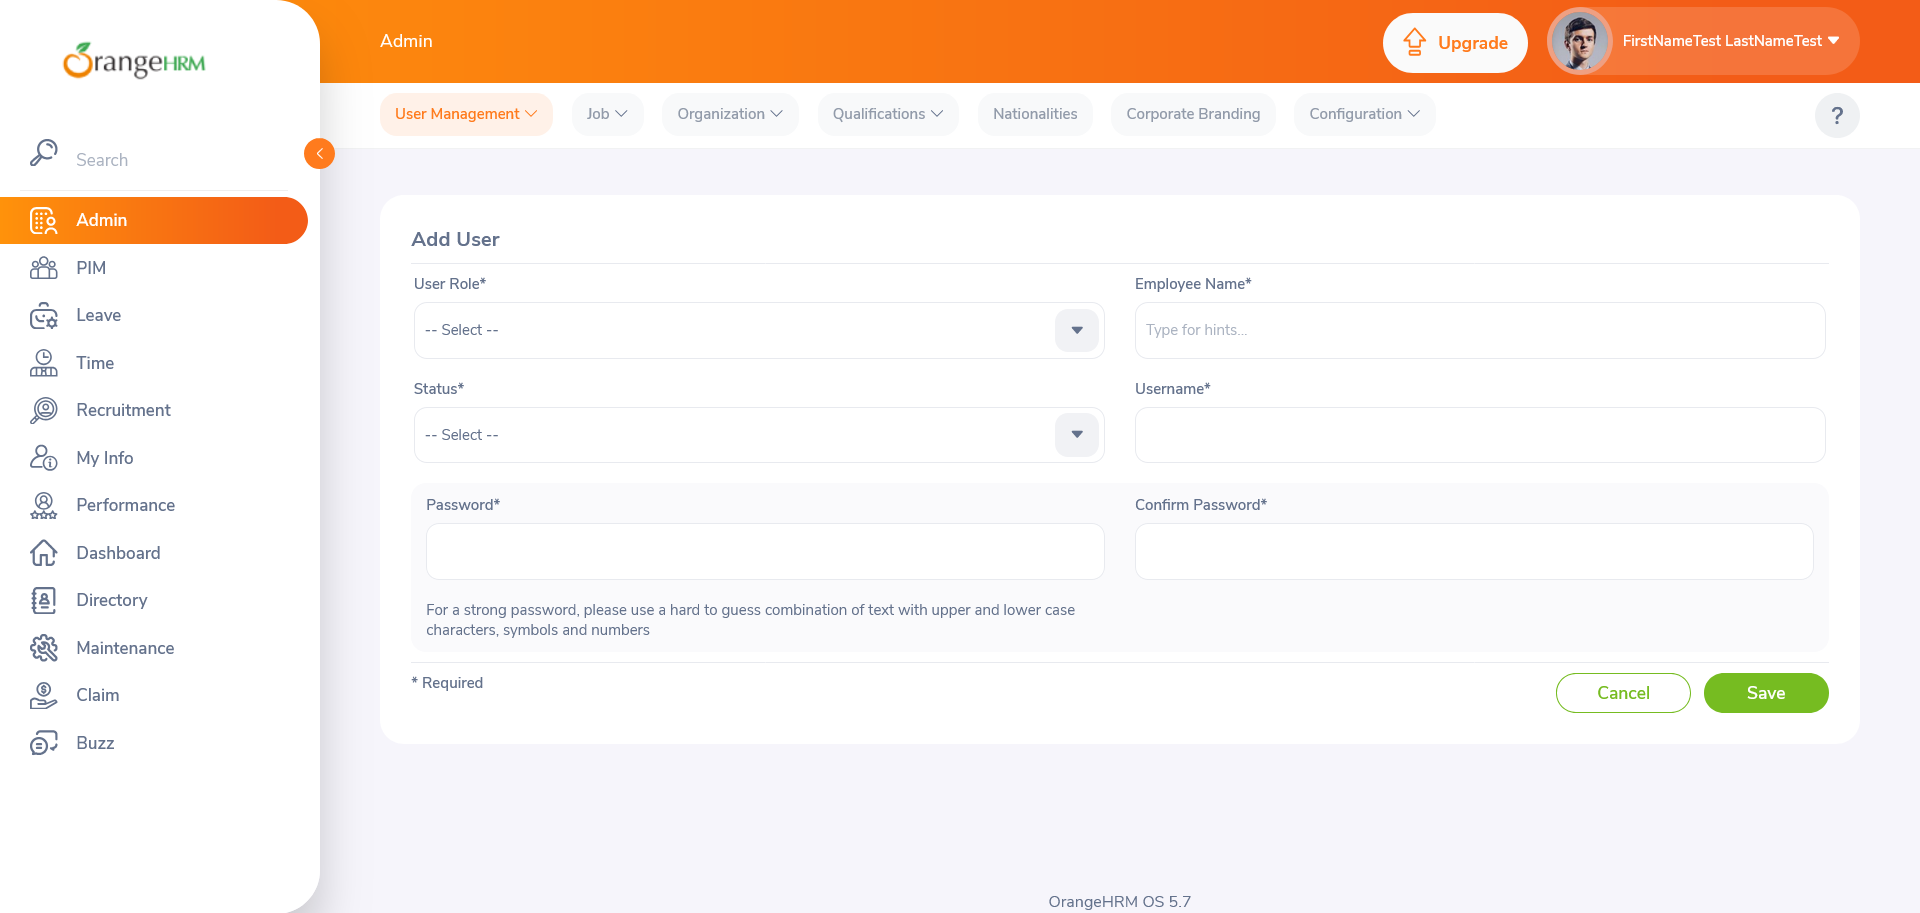 OrangeHRM
Search
Admin
PIM
Leave
Time
Recruitment
My Info
Performance
Dashboard
Directory
Maintenance
Claim
Buzz
Admin
Upgrade
FirstNameTest LastNameTest
User Management
Job
Organization
Qualifications
Nationalities
Corporate Branding
Configuration
?
Add User
User Role*
Employee Name*
-- Select --
Type for hints...
Status*
Username*
-- Select --
Password*
Confirm Password*
For a strong password, please use a hard to guess combination of text with upper and lower case
characters, symbols and numbers
* Required
Cancel
Save
OrangeHRM OS 5.7